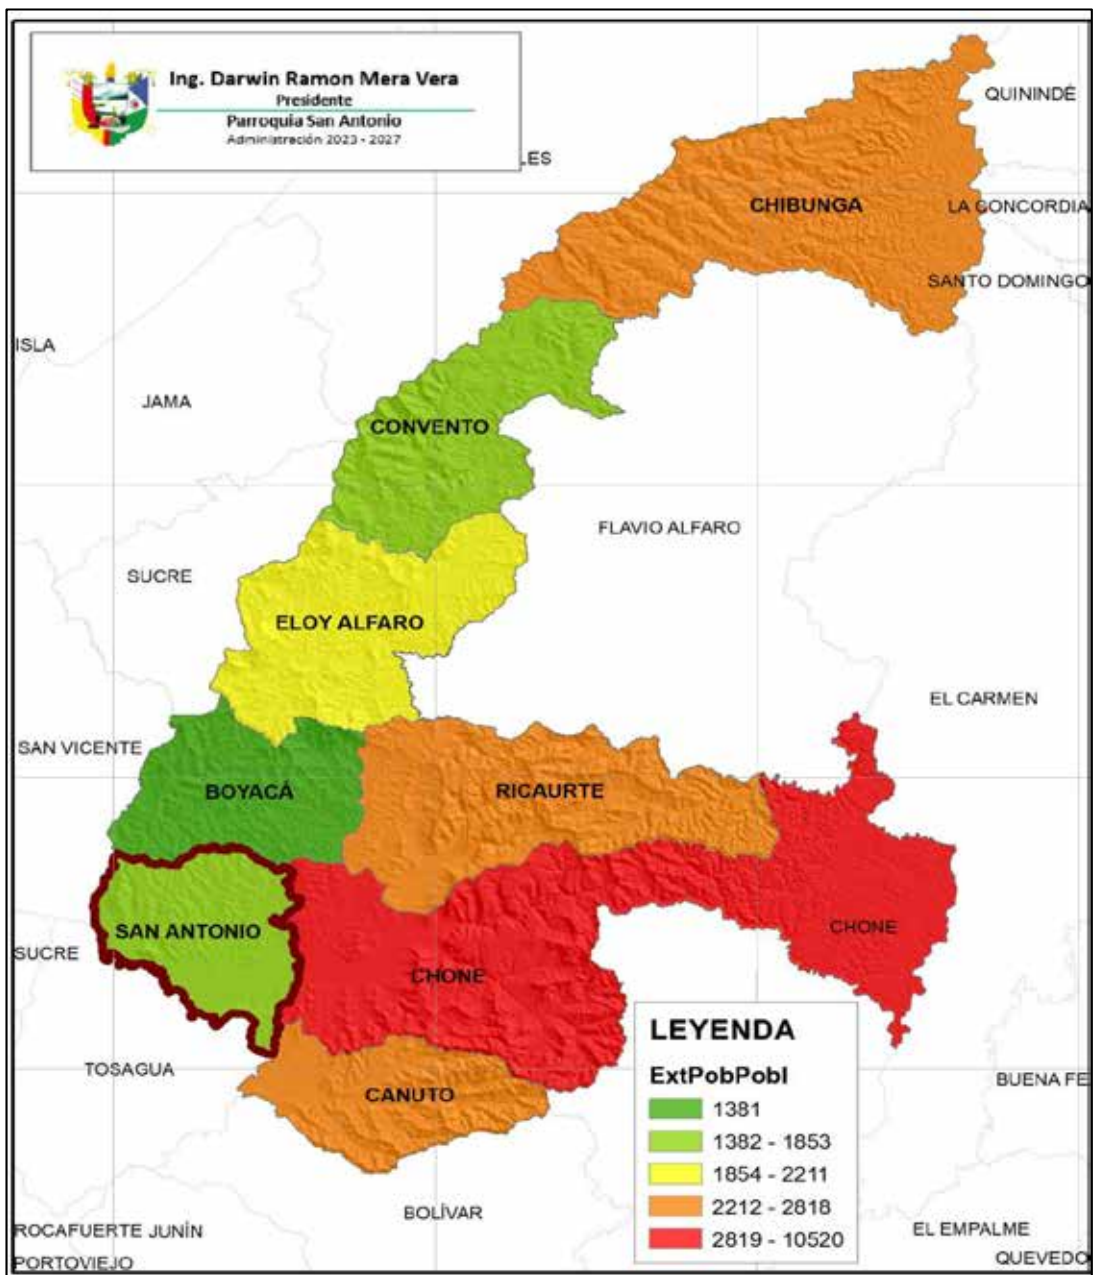 Ing. Darwin Ramon Mera Vera
Presidente
Parroquia San Antonio
Administración 2023 - 2027
LES
QUININDÉ
CHIBUNGA
LA CONCORDIA
SANTO DOMINGO
ISLA
JAMA
CONVENTO
FLAVIO ALFARO
SUCRE
ELOY ALFARO
EL CARMEN
SAN VICENTE
BOYACÁ
RICAURTE
SAN ANTONIO
CHONE
SUCRE
CHONE
LEYENDA
TOSAGUA
ExtPobPobl
BUENA FE
CANUTO
1381
1382 - 1853
1854 - 2211
2212 - 2818
2819 - 10520
BOLÍVAR
ROCAFUERTE JUNÍN
EL EMPALME
PORTOVIEJO
QUEVEDO